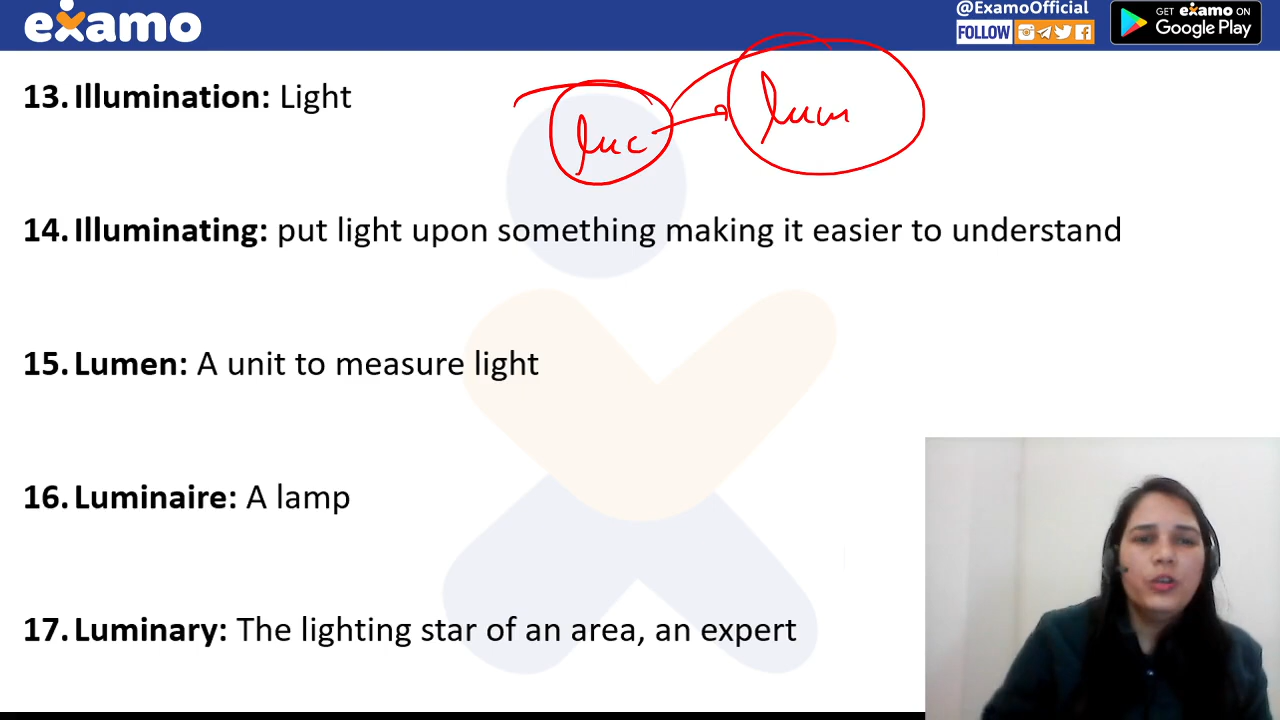 examo
@ExamoOfficial
FOLLOW
GET examo ON
Google Play
13. Illumination: Light
luc
lum
14. Illuminating: put light upon something making it easier to understand
15. Lumen: A unit to measure light
16. Luminaire: A lamp
17. Luminary: The lighting star of an area, an expert